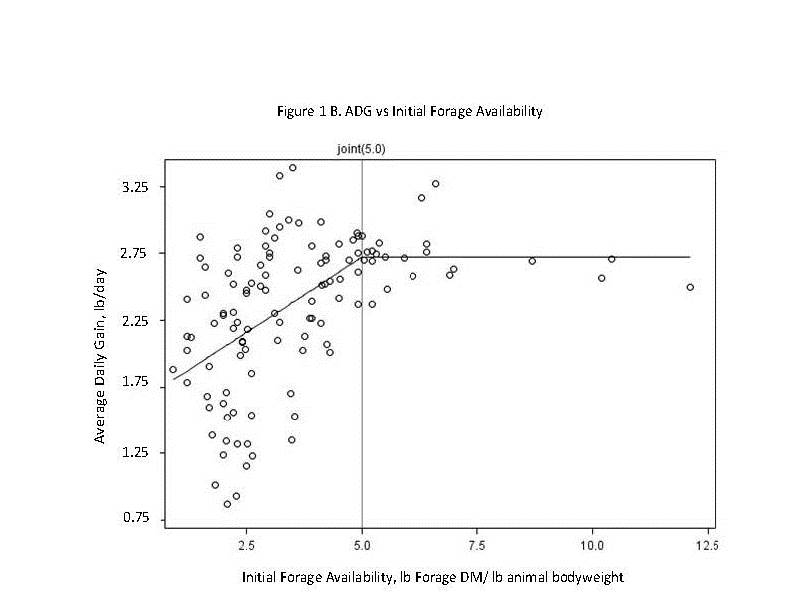 Figure 1 B. ADG vs Initial Forage Availability
joint(5.0)
3.25
2.75
2.25
1.75
1.25
0.75
Average Daily Gain, lb/day
2.5 5.0 7.5 10.0 12.5
Initial Forage Availability, lb Forage DM/ lb animal bodyweight